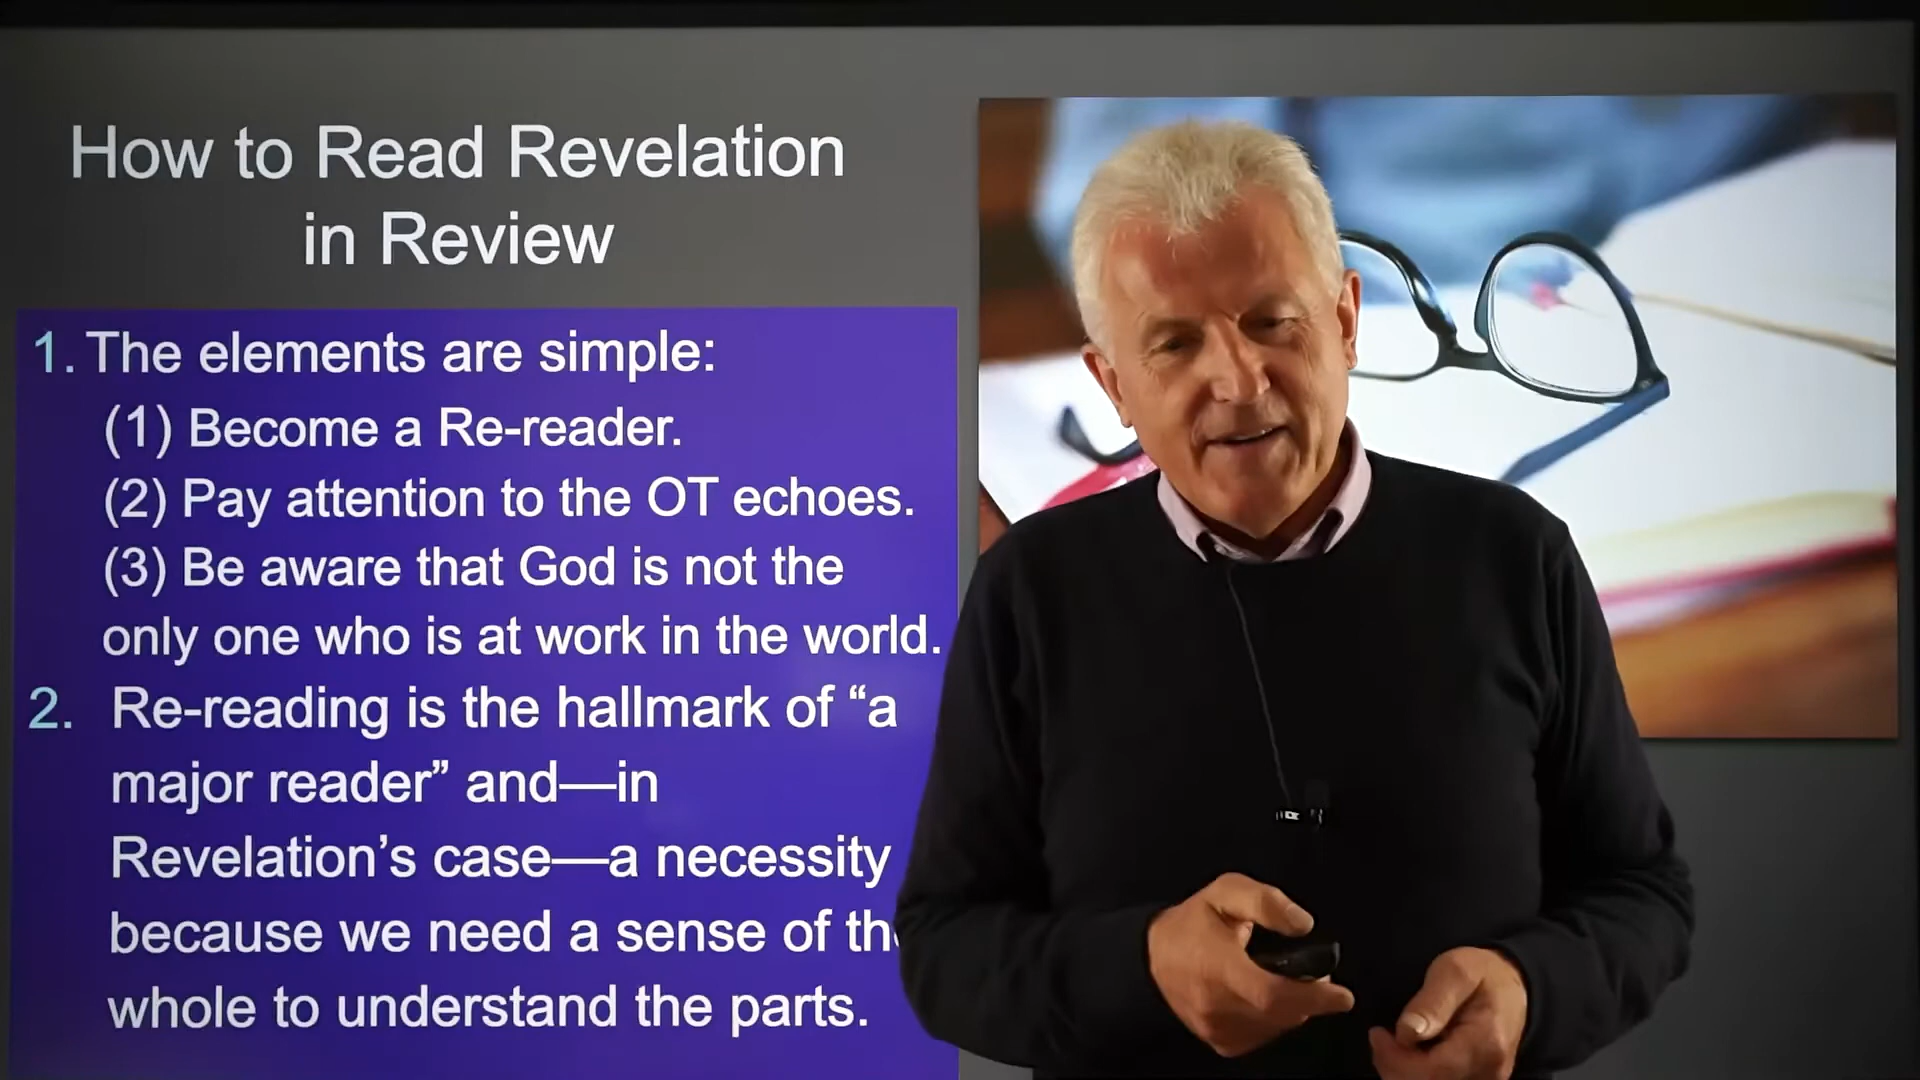 How to Read Revelation
in Review
1. The elements are simple:
(1) Become a Re-reader.
(2) Pay attention to the OT echoes.
(3) Be aware that God is not the
only one who is at work in the world.
2. Re-reading is the hallmark of “a
major reader” and—in
Revelation’s case—a necessity
because we need a sense of the
whole to understand the parts.